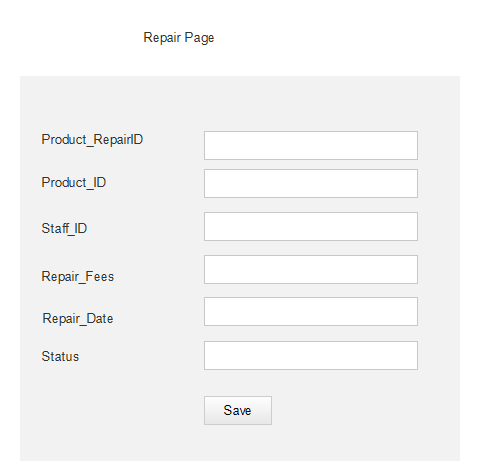 Repair Page
Product_RepairID
Product_ID
Staff_ID
Repair_Fees
Repair_Date
Status
Save